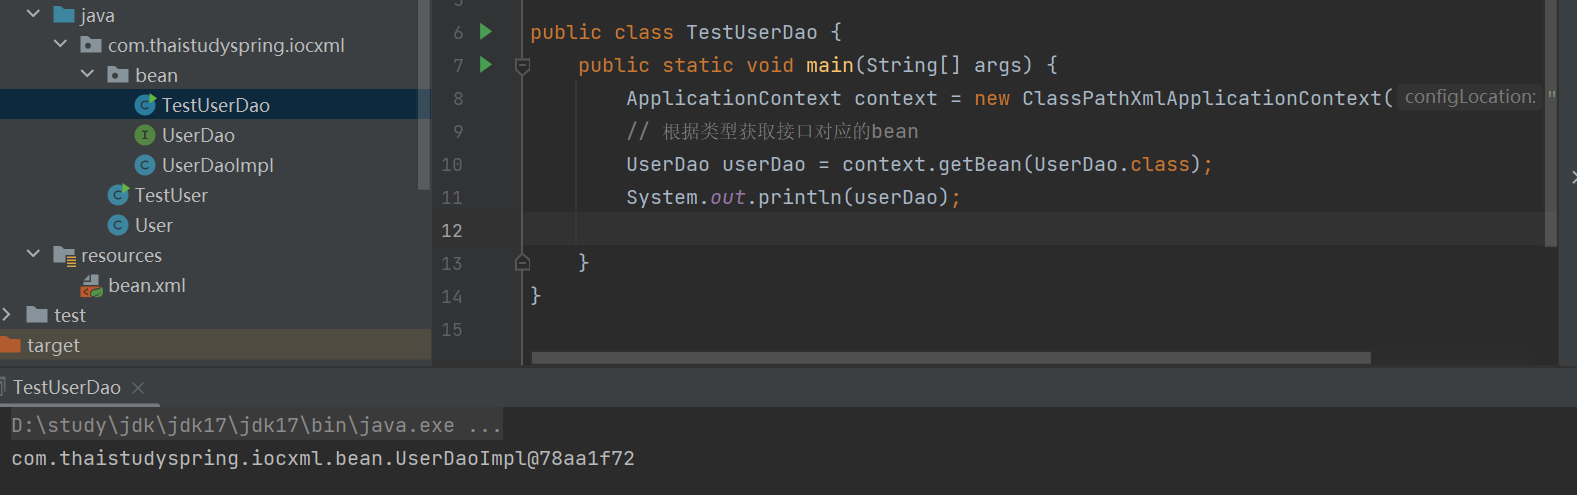 java
com.thaistudyspring.iocxml
bean
TestUserDao
UserDao
UserDaoImpl
TestUser
User
resources
bean.xml
test
target
6 public class TestUserDao {
7 public static void main(String[] args) {
8 ApplicationContext context = new ClassPathXmlApplicationContext( configLocation: "
9 // 根据类型获取接口对应的bean
10 UserDao userDao = context.getBean(UserDao.class);
11 System.out.println(userDao);
12
13 }
14 }
15
TestUserDao
D:\study\jdk\jdk17\jdk17\bin\java.exe ...
com.thaistudyspring.iocxml.bean.UserDaoImpl@78aa1f72